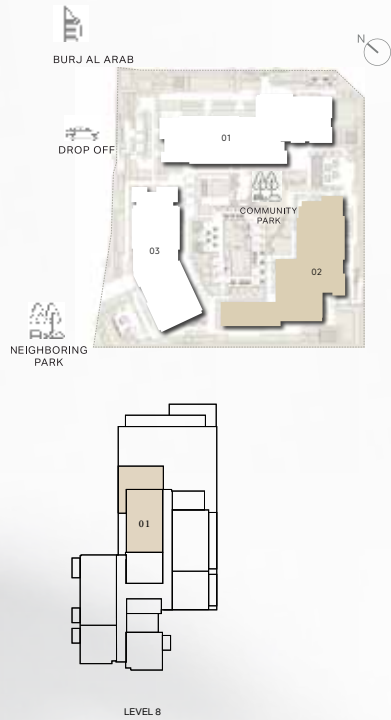 N
BURJ AL ARAB
DROP OFF
01
COMMUNITY
PARK
03
02
NEIGHBORING
PARK
01
LEVEL 8